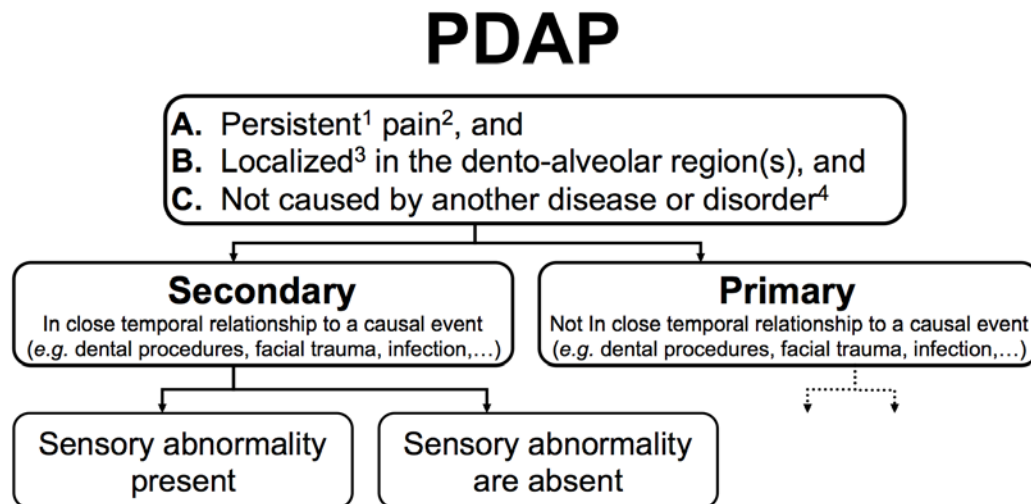 PDAP
A. Persistent¹ pain², and
B. Localized³ in the dento-alveolar region(s), and
C. Not caused by another disease or disorder⁴
Secondary
In close temporal relationship to a causal event
(e.g. dental procedures, facial trauma, infection,…)
Primary
Not In close temporal relationship to a causal event
(e.g. dental procedures, facial trauma, infection,…)
Sensory abnormality
present
Sensory abnormality
are absent